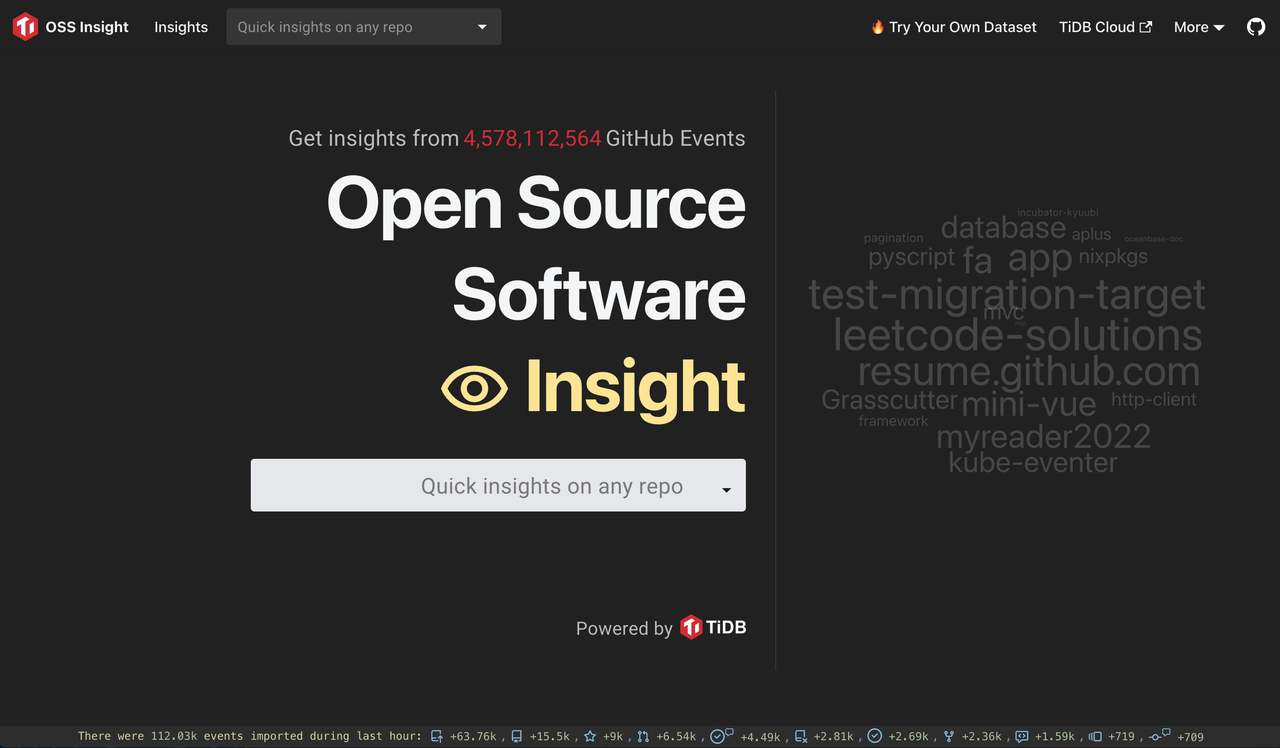 OSS Insight
Insights
Quick insights on any repo
Try Your Own Dataset
TiDB Cloud
More
Get insights from 4,578,112,564 GitHub Events
Open Source
Software
Insight
Quick insights on any repo
Powered by TiDB
incubator-kyuubi
database
pagination
aplus
oceanbase-doc
pyscript
fa
app
nixpkgs
test-migration-target
mvc
leetcode-solutions
resume.github.com
Grasscutter
mini-vue
http-client
framework
myreader2022
kube-eventer
There were 112.03k events imported during last hour: +63.76k , +15.5k , +9k , +6.54k , +4.49k , +2.81k , +2.69k , +2.36k , +1.59k , +719 , +709